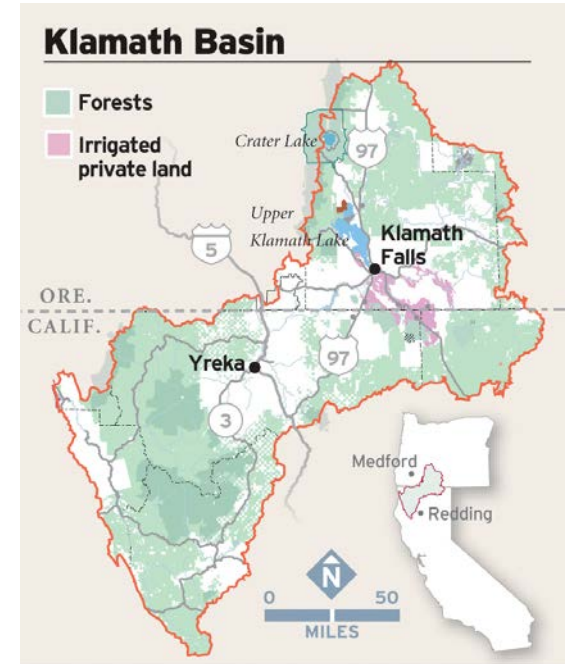 Klamath Basin
Forests
Irrigated
private land
Crater Lake
97
Upper
Klamath Lake
Klamath
Falls
5
ORE.
CALIF.
Yreka
97
3
Medford
Redding
N
0 50
MILES